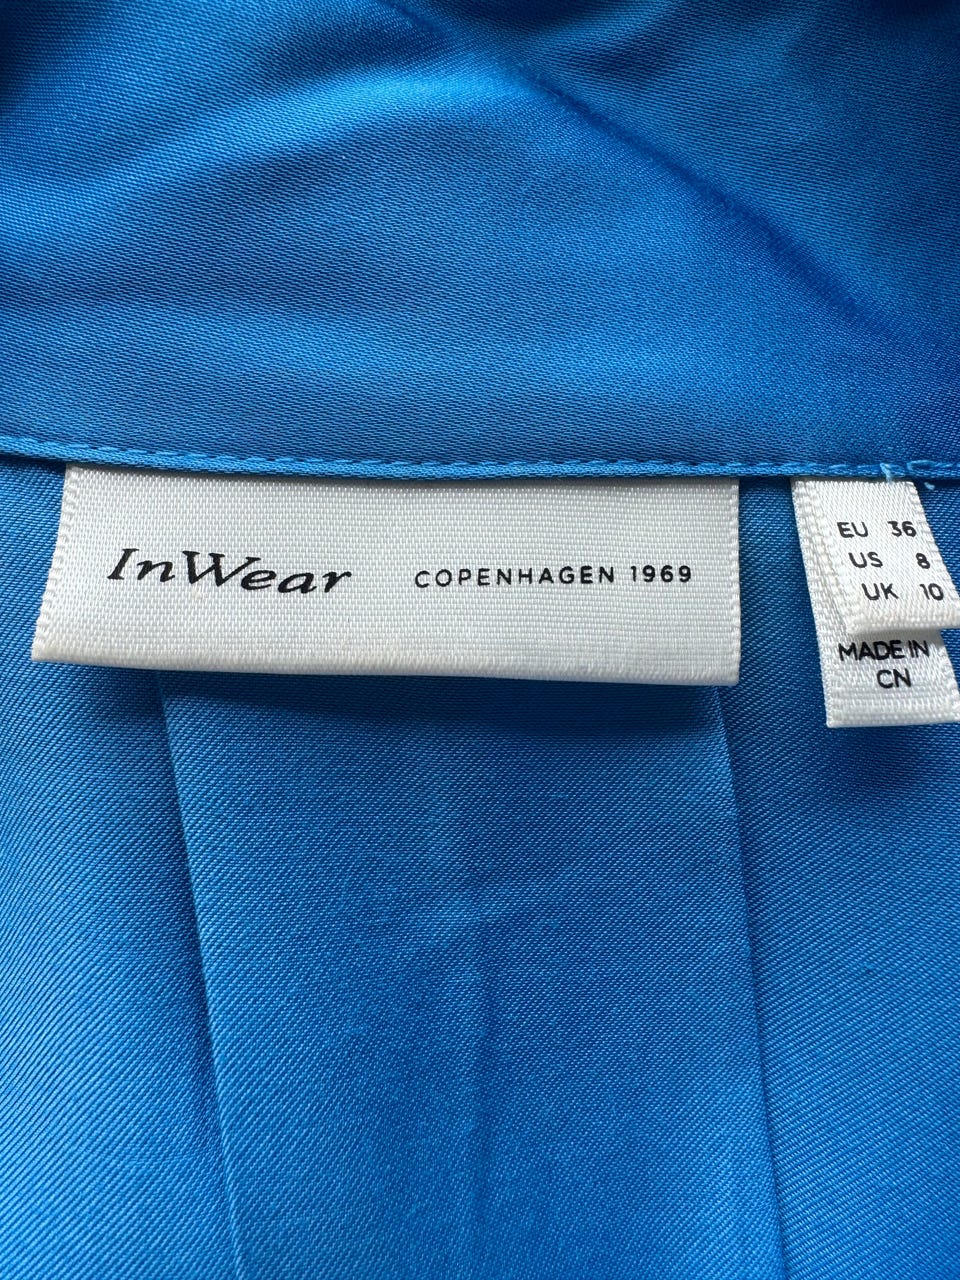 InWear COPENHAGEN 1969
EU 36
US 8
UK 10
MADE IN
CN